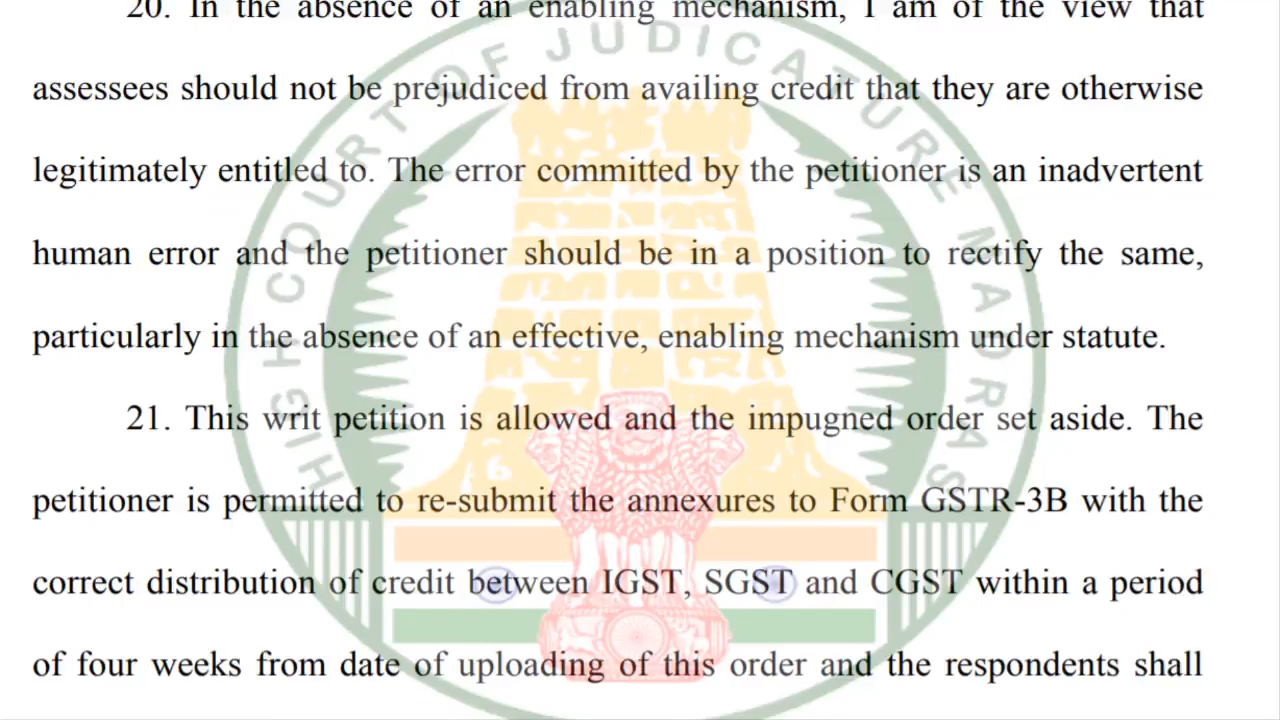 20. In the absence of an enabling mechanism, I am of the view that
assessees should not be prejudiced from availing credit that they are otherwise
legitimately entitled to. The error committed by the petitioner is an inadvertent
human error and the petitioner should be in a position to rectify the same,
particularly in the absence of an effective, enabling mechanism under statute.
21. This writ petition is allowed and the impugned order set aside. The
petitioner is permitted to re-submit the annexures to Form GSTR-3B with the
correct distribution of credit between IGST, SGST and CGST within a period
of four weeks from date of uploading of this order and the respondents shall
HIGH COURT OF JUDICATURE MADRAS